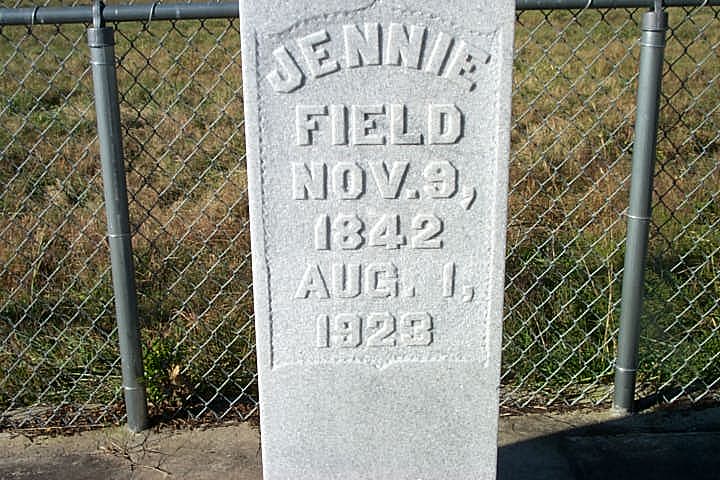 JENNIE
FIELD
NOV. 9,
1842
AUG. 1,
1923